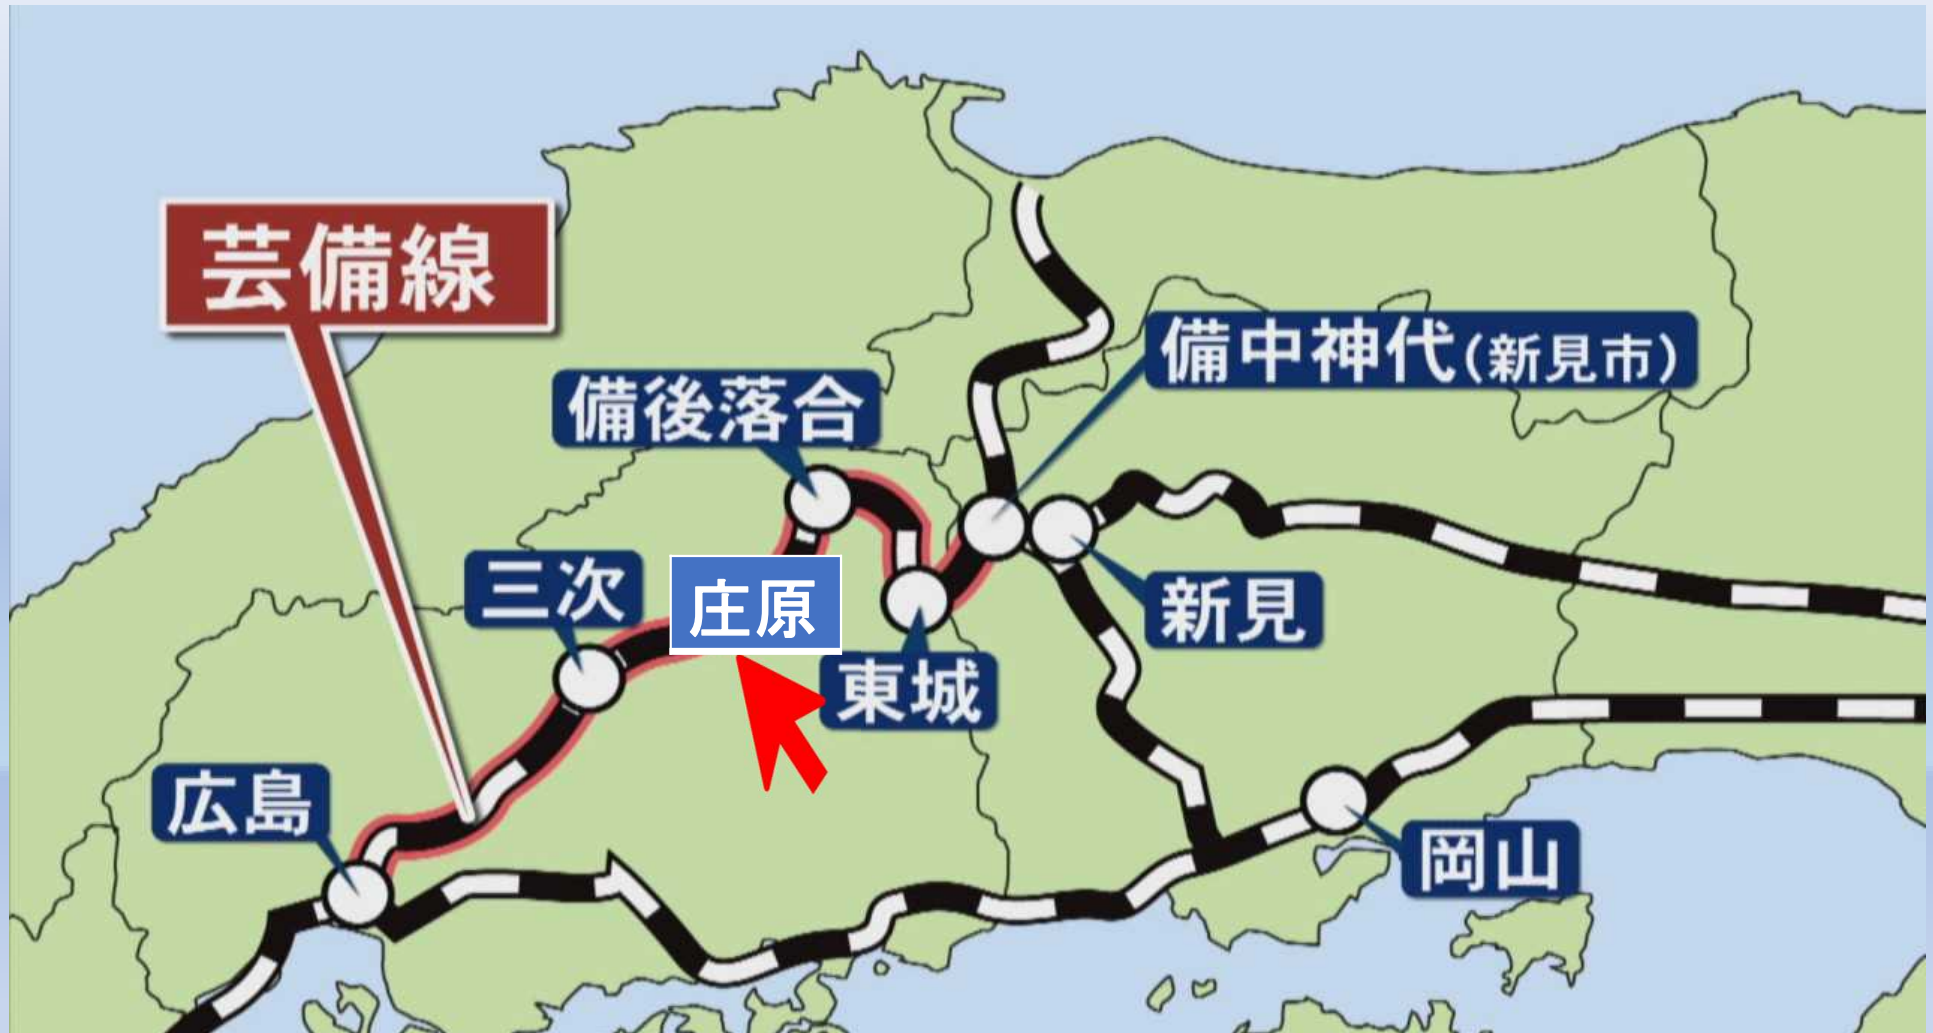 芸備線
備中神代(新見市)
備後落合
三次
庄原
新見
東城
広島
岡山